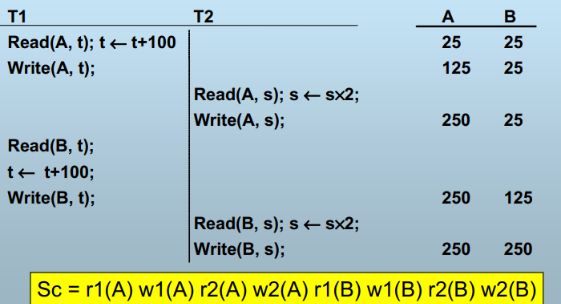 T1 T2 A B
Read(A, t); t ← t+100 25 25
Write(A, t); 125 25
Read(A, s); s ← s×2;
Write(A, s); 250 25
Read(B, t);
t ← t+100;
Write(B, t); 250 125
Read(B, s); s ← s×2;
Write(B, s); 250 250
Sc = r1(A) w1(A) r2(A) w2(A) r1(B) w1(B) r2(B) w2(B)